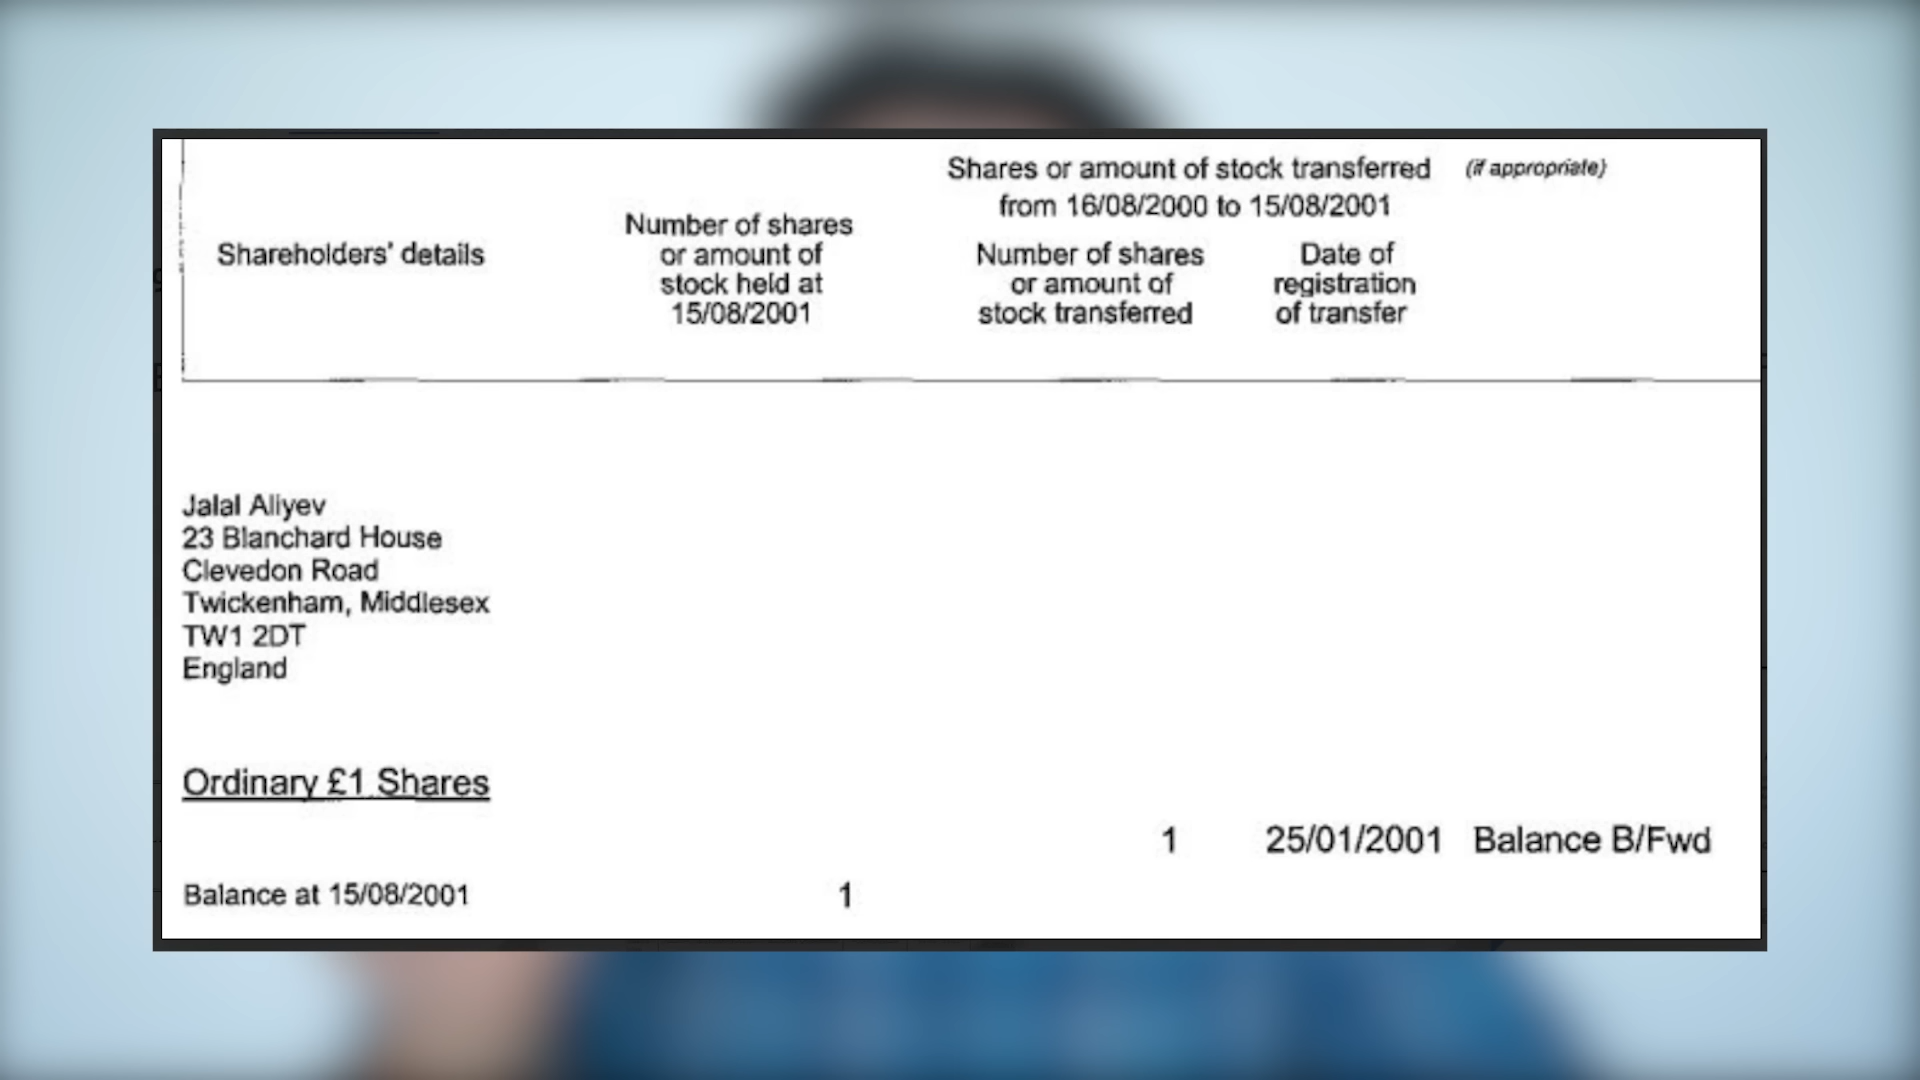 Shares or amount of stock transferred (if appropriate)
from 16/08/2000 to 15/08/2001
Shareholders' details
Number of shares
or amount of
stock held at
15/08/2001
Number of shares
or amount of
stock transferred
Date of
registration
of transfer
Jalal Aliyev
23 Blanchard House
Clevedon Road
Twickenham, Middlesex
TW1 2DT
England
Ordinary £1 Shares
1 25/01/2001 Balance B/Fwd
Balance at 15/08/2001 1